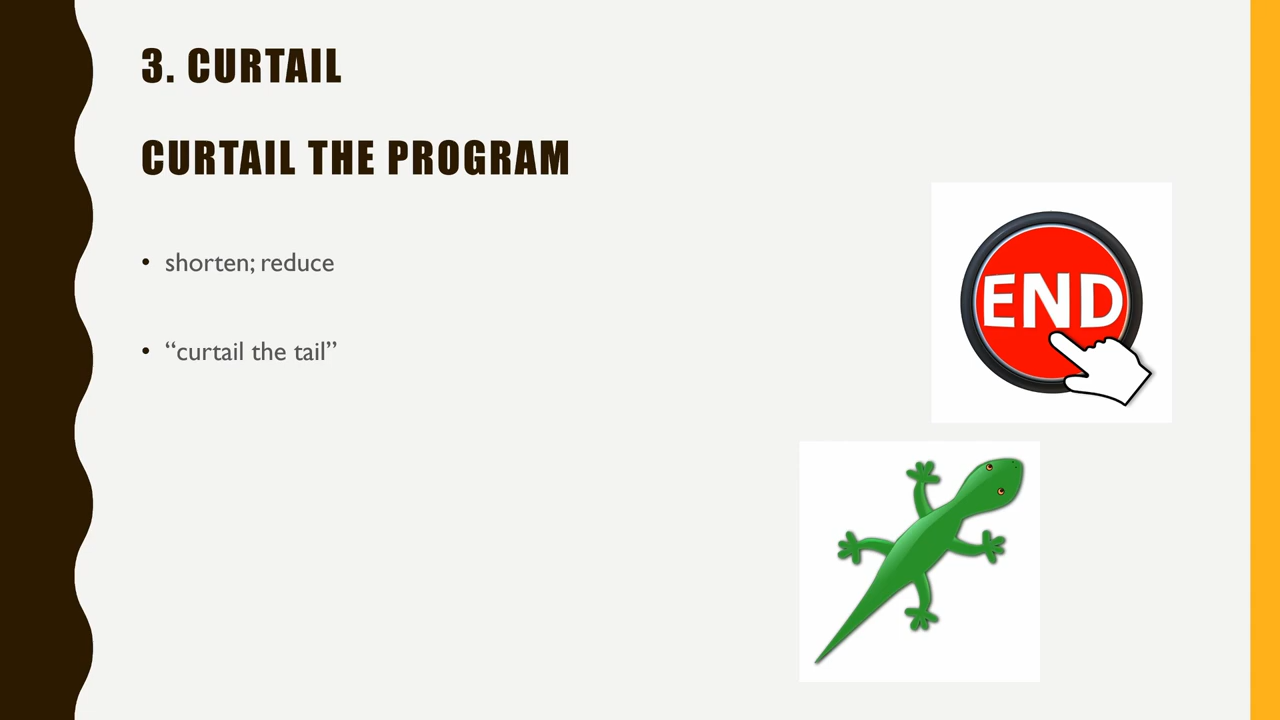 3. CURTAIL
CURTAIL THE PROGRAM
• shorten; reduce
• “curtail the tail”
END